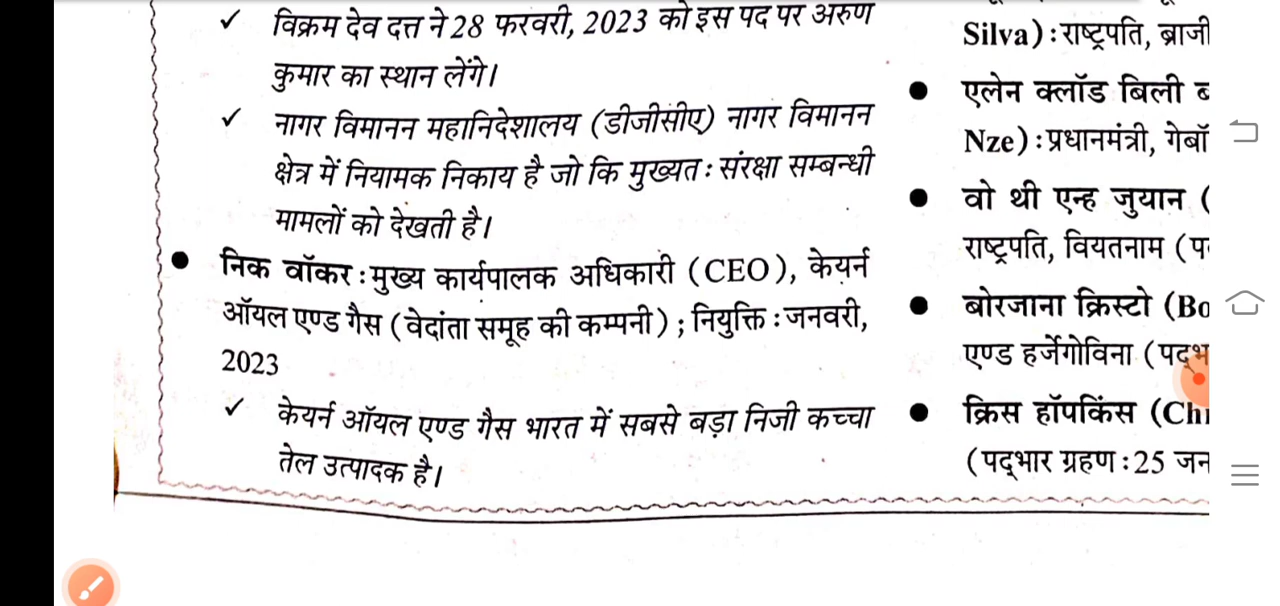 ✓ विक्रम देव दत्त ने 28 फरवरी, 2023 को इस पद पर अरुण
कुमार का स्थान लेंगे।
✓ नागर विमानन महानिदेशालय (डीजीसीए) नागर विमानन
क्षेत्र में नियामक निकाय है जो कि मुख्यतः संरक्षा सम्बन्धी
मामलों को देखती है।
● निक वॉकर : मुख्य कार्यपालक अधिकारी (CEO), केयर्न
ऑयल एण्ड गैस (वेदांता समूह की कम्पनी) ; नियुक्ति : जनवरी,
2023
✓ केयर्न ऑयल एण्ड गैस भारत में सबसे बड़ा निजी कच्चा
तेल उत्पादक है।
Silva) : राष्ट्रपति, ब्राजी
● एलेन क्लॉड बिली
Nze) : प्रधानमंत्री, गेबॉ
● वो थी एन्ह जुयान (
राष्ट्रपति, वियतनाम (
● बोरजाना क्रिस्टो (Bo
एण्ड हर्जेगोविना (
● क्रिस हॉपकिंस (Chi
(पद्भार ग्रहण : 25 जन